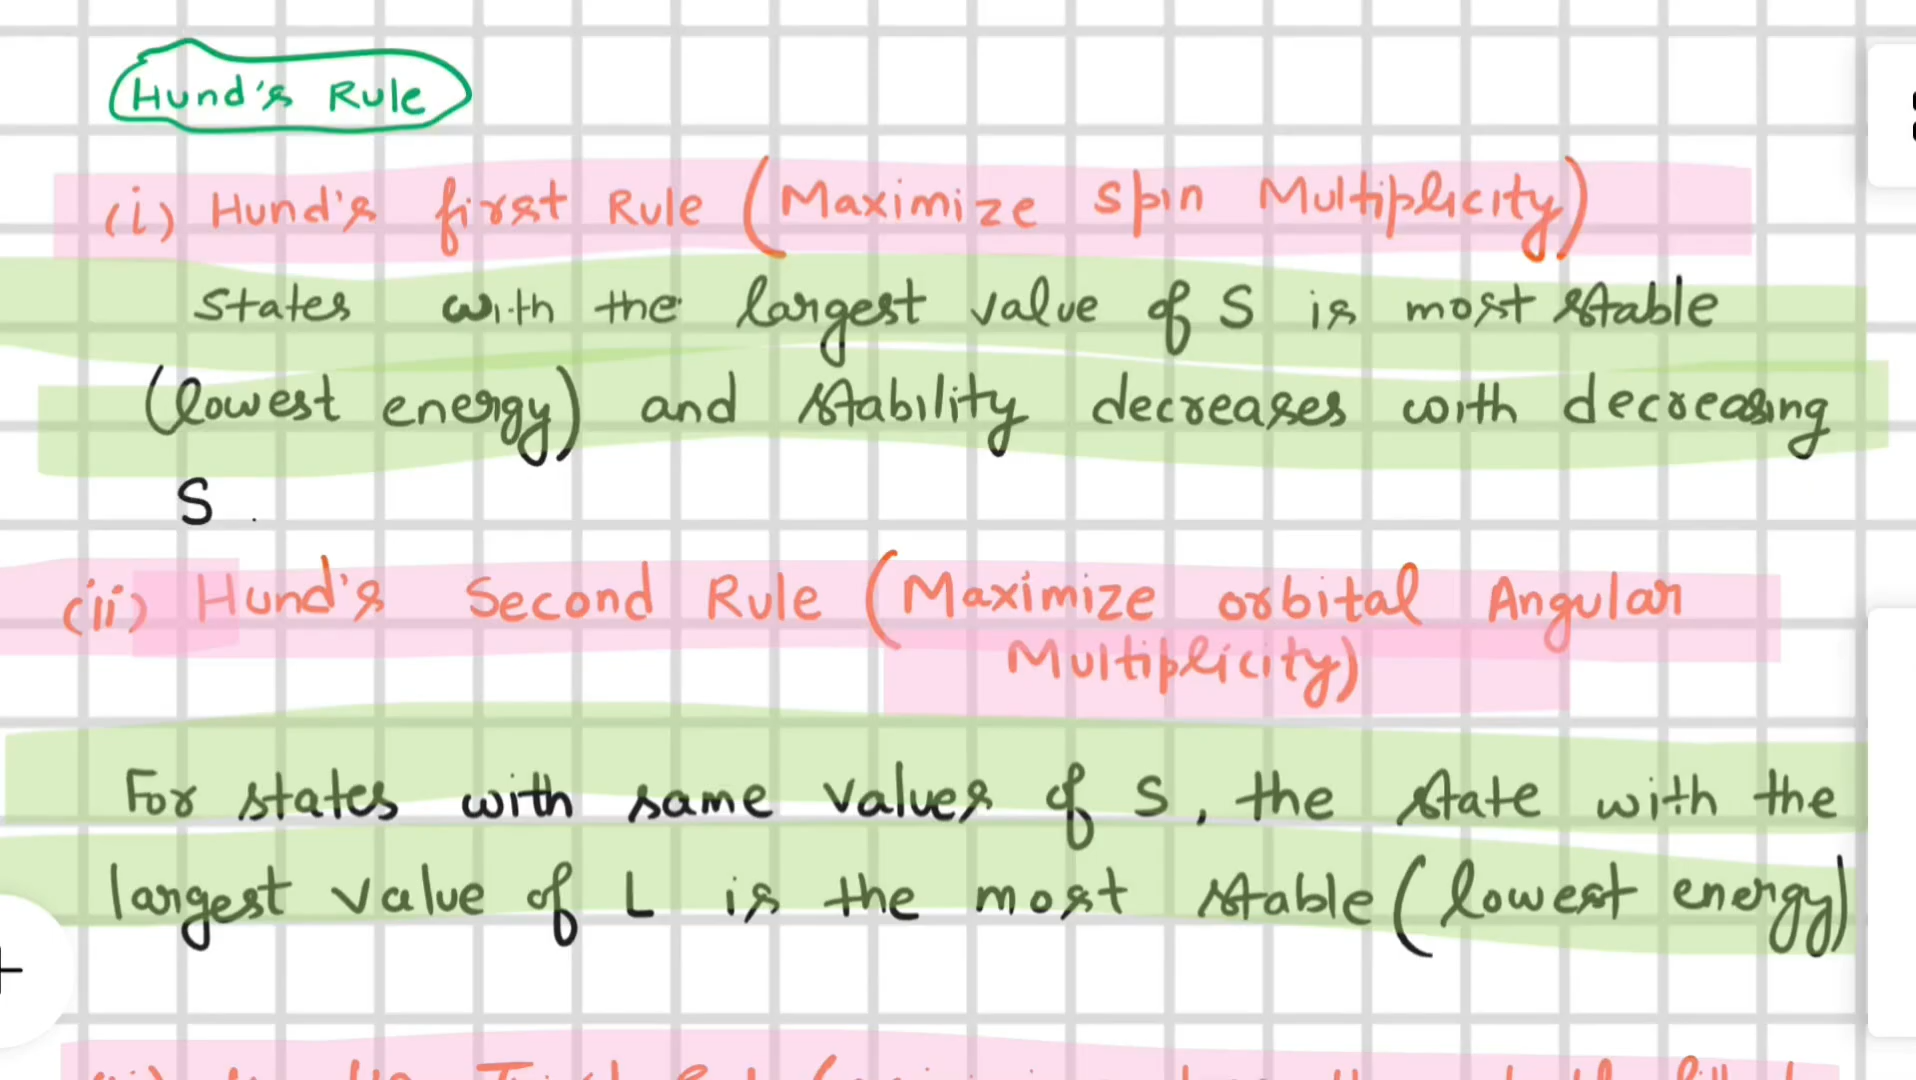 Hund's Rule
(i) Hund's first Rule (Maximize spin Multiplicity)
States with the largest value of S is most stable
(lowest energy) and stability decreases with decreasing
S.
(ii) Hund's Second Rule (Maximize orbital Angular
Multiplicity)
For states with same values of S, the state with the
largest value of L is the most stable (lowest energy)